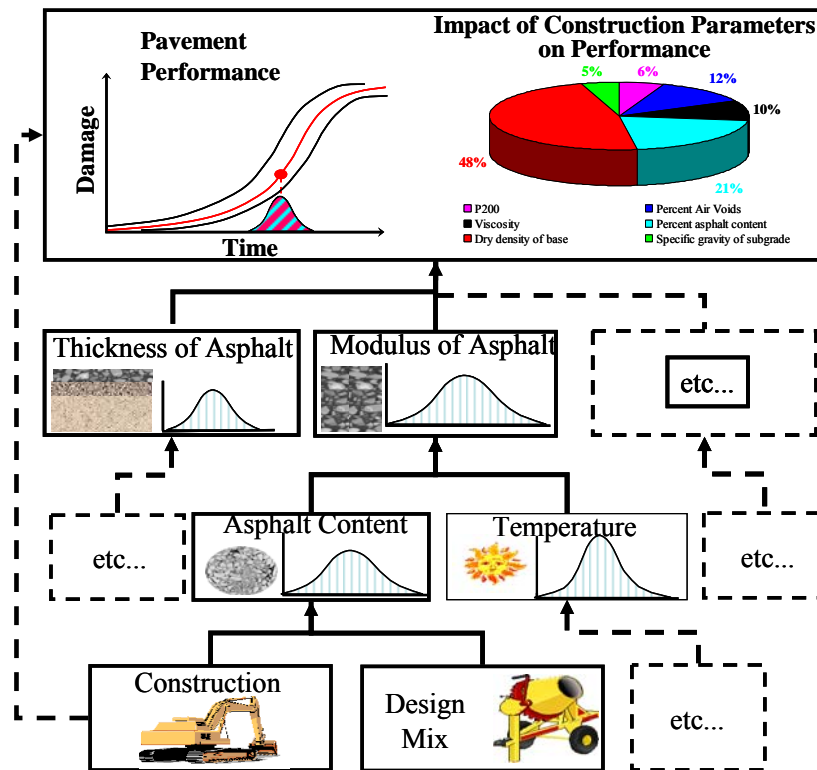 Pavement
Performance
Damage
Time
Impact of Construction Parameters
on Performance
5%
6%
12%
10%
48%
21%
P200
Percent Air Voids
Viscosity
Percent asphalt content
Dry density of base
Specific gravity of subgrade
Thickness of Asphalt
Modulus of Asphalt
etc...
etc...
Asphalt Content
Temperature
etc...
Construction
Design
Mix
etc...